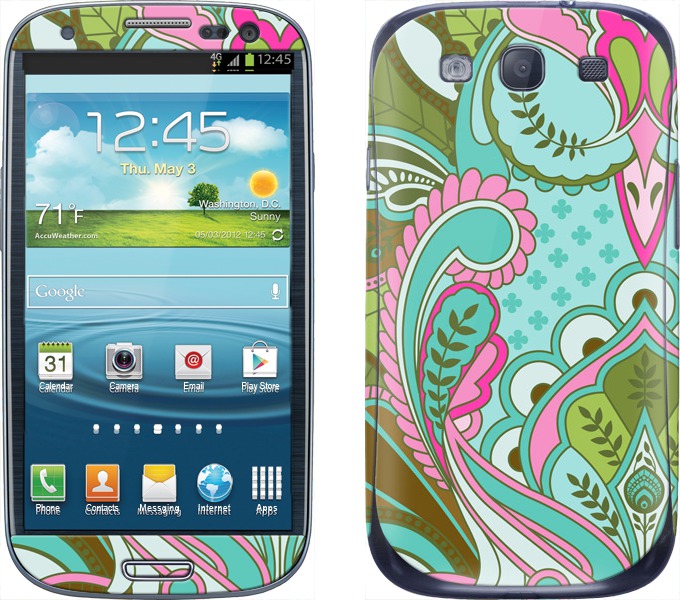 4G 12:45
12:45
Thu. May 3
71°F
Washington, D.C.
Sunny
AccuWeather.com
05/03/2012 12:45
Google
31
Calendar Camera Email Play Store
Phone Contacts Messaging Internet Apps